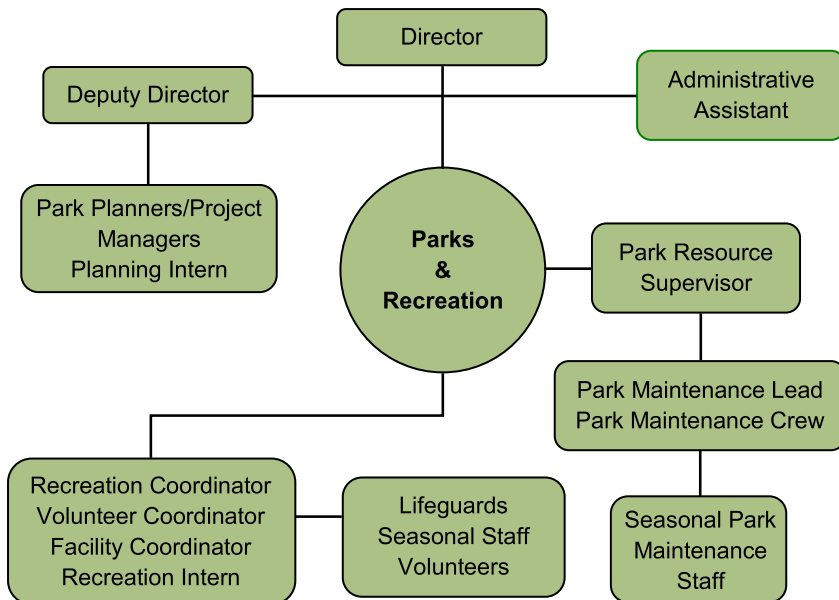 Director
Deputy Director
Administrative
Assistant
Park Planners/Project
Managers
Planning Intern
Parks
&
Recreation
Park Resource
Supervisor
Park Maintenance Lead
Park Maintenance Crew
Recreation Coordinator
Volunteer Coordinator
Facility Coordinator
Recreation Intern
Lifeguards
Seasonal Staff
Volunteers
Seasonal Park
Maintenance
Staff